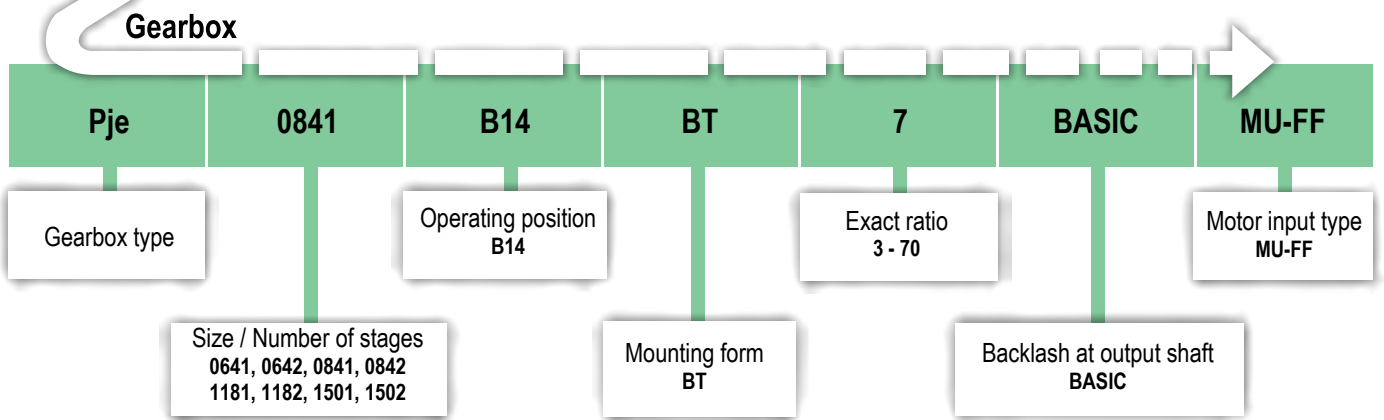 Gearbox
Pje 0841 B14 BT 7 BASIC MU-FF
Gearbox type
Operating position
B14
Exact ratio
3 - 70
Motor input type
MU-FF
Size / Number of stages
0641, 0642, 0841, 0842
1181, 1182, 1501, 1502
Mounting form
BT
Backlash at output shaft
BASIC